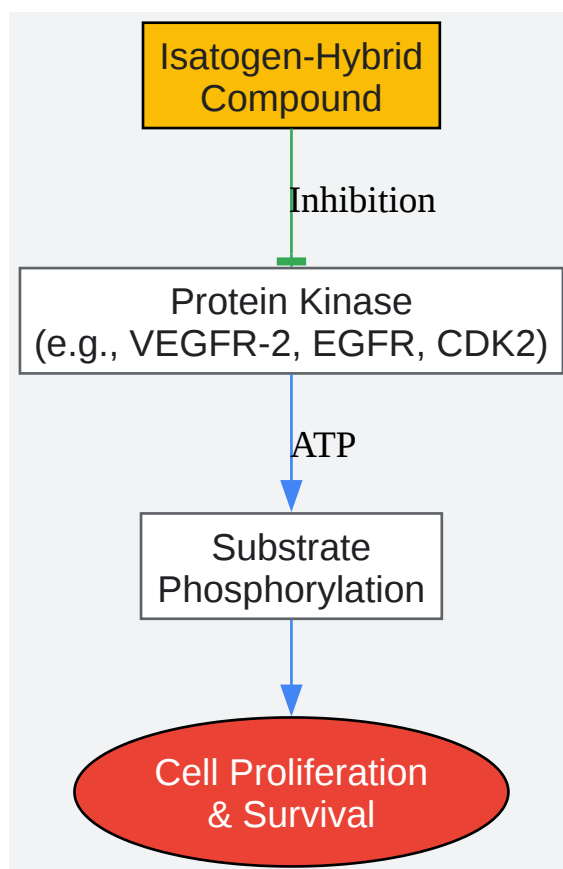 Isatogen-Hybrid
Compound
Inhibition
Protein Kinase
(e.g., VEGFR-2, EGFR, CDK2)
ATP
Substrate
Phosphorylation
Cell Proliferation
& Survival